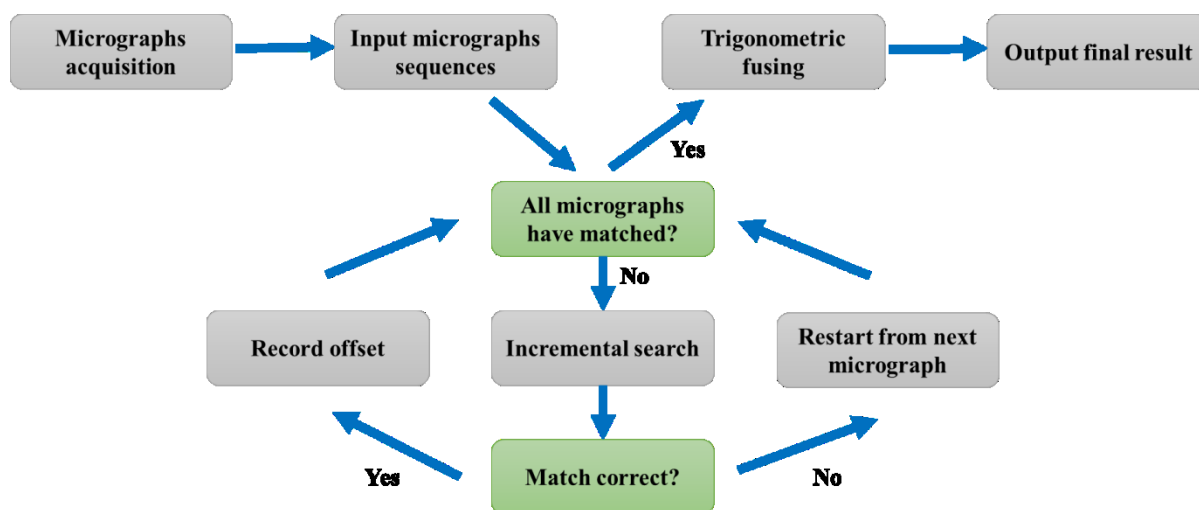 Micrographs
acquisition
Input micrographs
sequences
Trigonometric
fusing
Output final result
Yes
All micrographs
have matched?
No
Record offset
Incremental search
Restart from next
micrograph
Yes
Match correct?
No